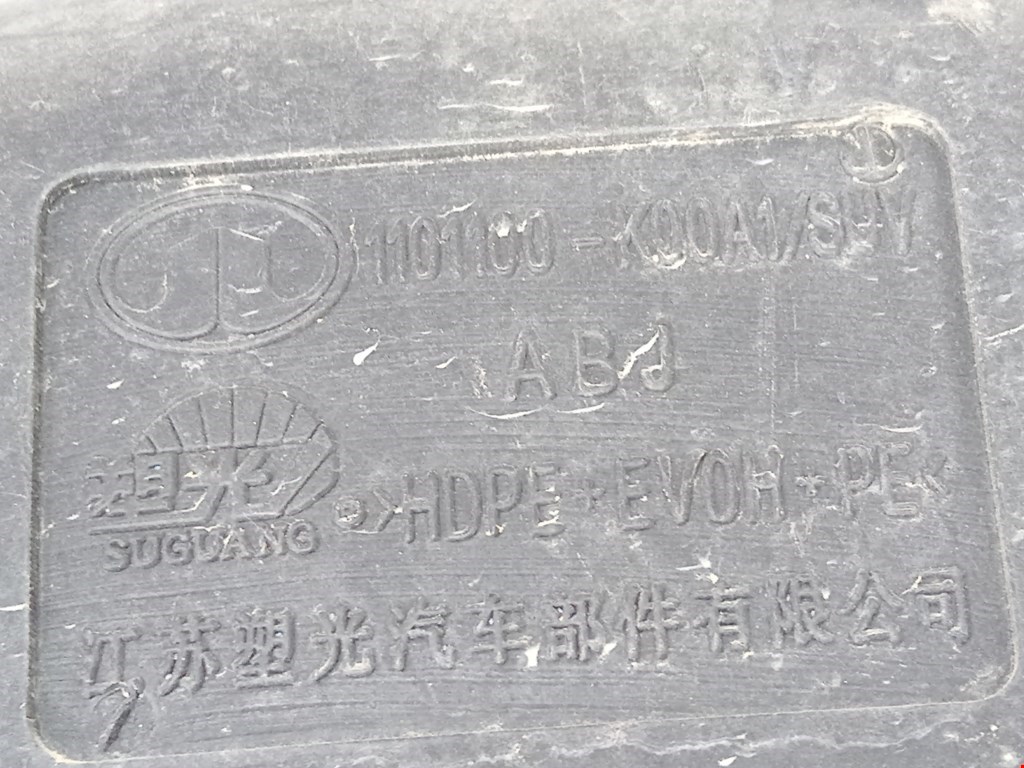 D
1101100-K00A1/SUV
ABJ
塑光
SUGUANG
®>HDPE+EVOH+PE<
江苏塑光汽车部件有限公司